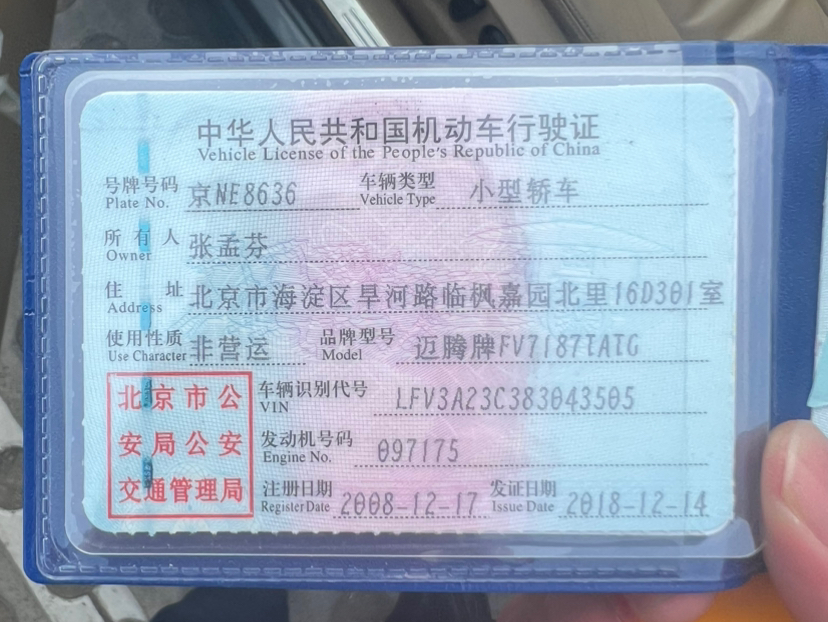 中华人民共和国机动车行驶证
Vehicle License of the People's Republic of China
号牌号码 京NE8636 车辆类型 小型轿车
Plate No. Vehicle Type
所有人 张孟芬
Owner
住址 北京市海淀区旱河路临枫嘉园北里16D301室
Address
使用性质 非营运 品牌型号 迈腾牌FV7187TATG
Use Character Model
北京市公 车辆识别代号 LFV3A23C383043505
VIN
安局公安 发动机号码 097175
Engine No.
交通管理局 注册日期 2008-12-17 发证日期 2018-12-14
Register Date Issue Date